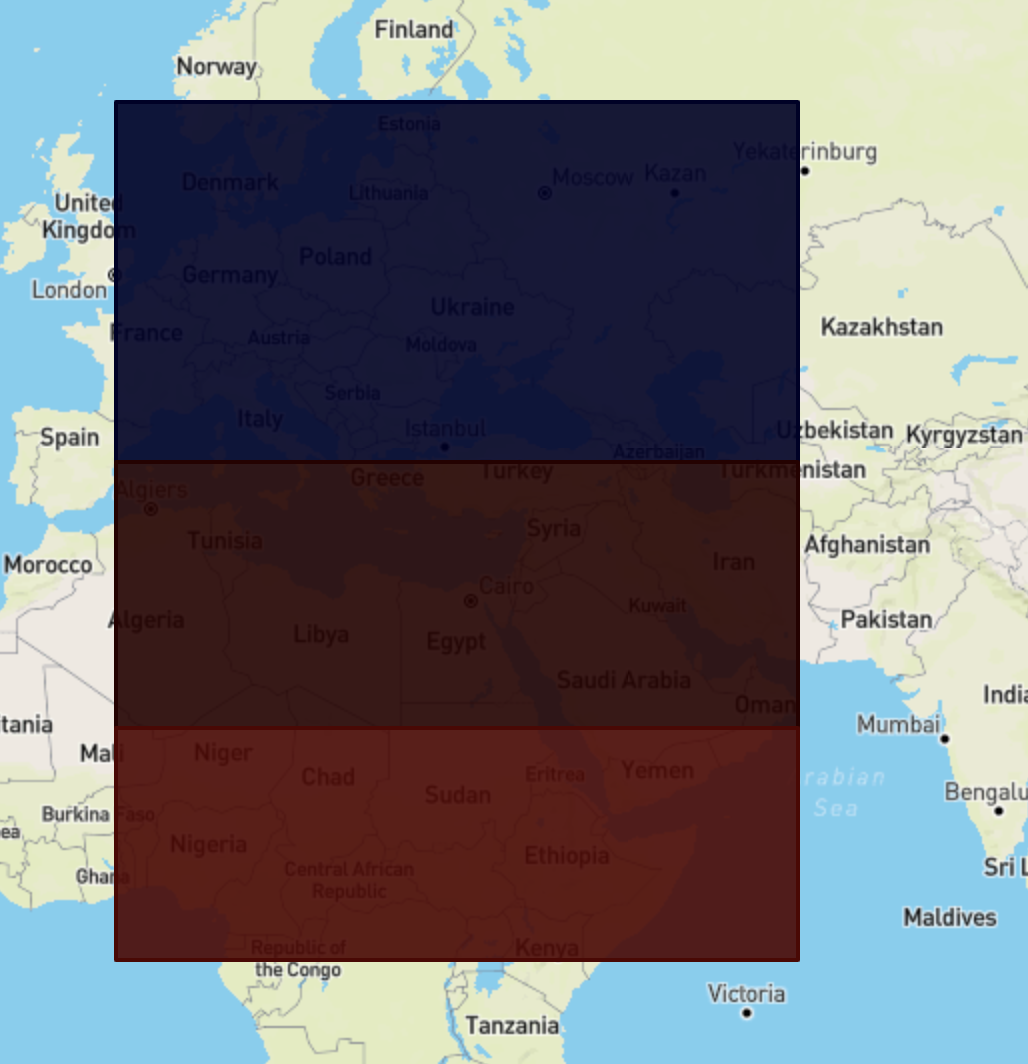 Finland
Norway
Estonia
Yekaterinburg
Denmark
Lithuania
Moscow
Kazan
United
Kingdom
Poland
Germany
London
Ukraine
France
Austria
Moldova
Kazakhstan
Serbia
Italy
Istanbul
Spain
Uzbekistan
Kyrgyzstan
Azerbaijan
Greece
Turkey
Turkmenistan
Algiers
Tunisia
Syria
Afghanistan
Morocco
Iran
Cairo
Kuwait
Algeria
Libya
Egypt
Pakistan
Saudi Arabia
India
Oman
tania
Mumbai
Mali
Niger
Chad
Eritrea
Yemen
rabian
Sea
Sudan
Bengalu
Burkina Faso
ea
Nigeria
Ethiopia
Central African
Republic
Ghana
Sri L
Maldives
Republic of
the Congo
Kenya
Victoria
Tanzania